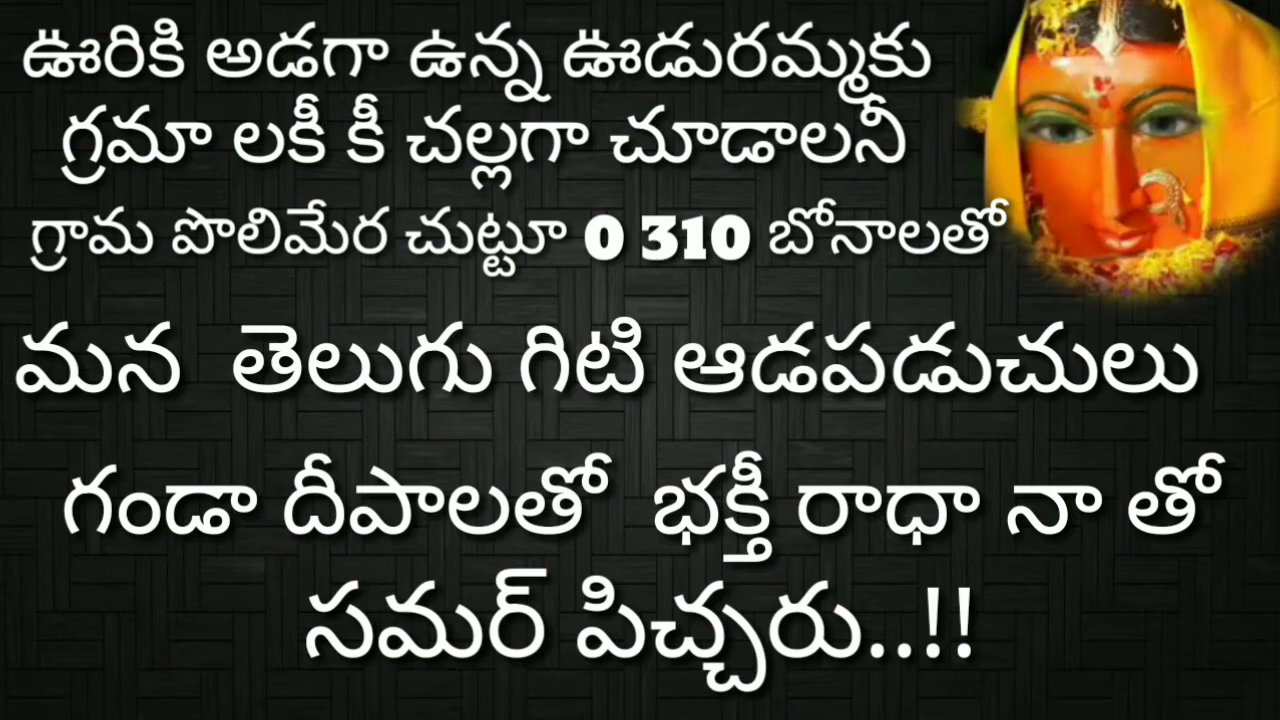 ఊరికి అడగా ఉన్న ఊడురమ్మకు
గ్రమా లకీ కీ చల్లగా చూడాలనీ
గ్రామ పొలిమేర చుట్టూ 0 310 బోనాలతో
మన తెలుగు గిటి ఆడపడుచులు
గండా దీపాలతో భక్తీ రాధా నా తో
సమర్ పిచ్చరు..!!